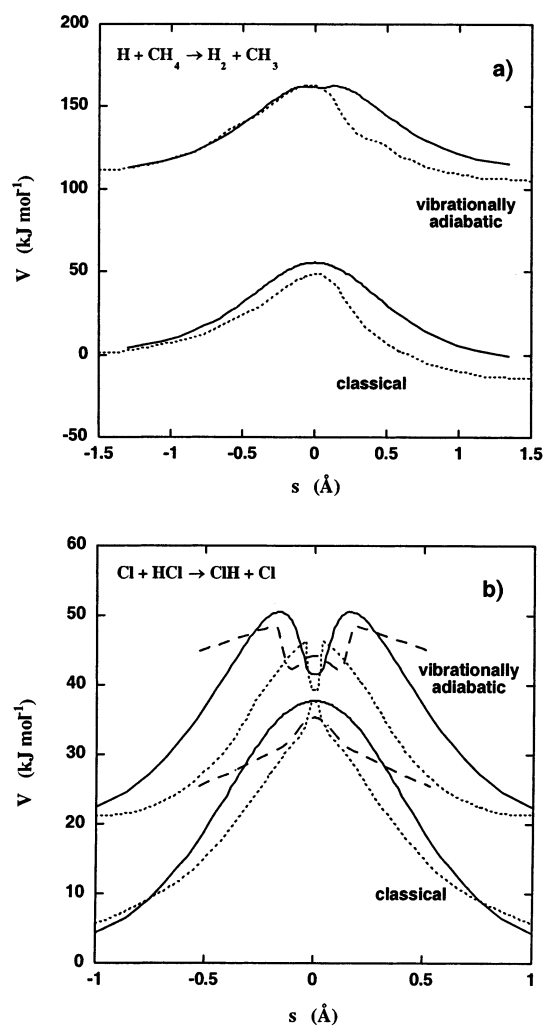 200
H + CH₄ → H₂ + CH₃
a)
150
100
vibrationally
adiabatic
V (kJ mol⁻¹)
50
0
classical
-50
-1.5 -1 -0.5 0 0.5 1 1.5
s (Å)
60
Cl + HCl → ClH + Cl
b)
50
vibrationally
adiabatic
40
V (kJ mol⁻¹)
30
20
10
classical
0
-1 -0.5 0 0.5 1
s (Å)